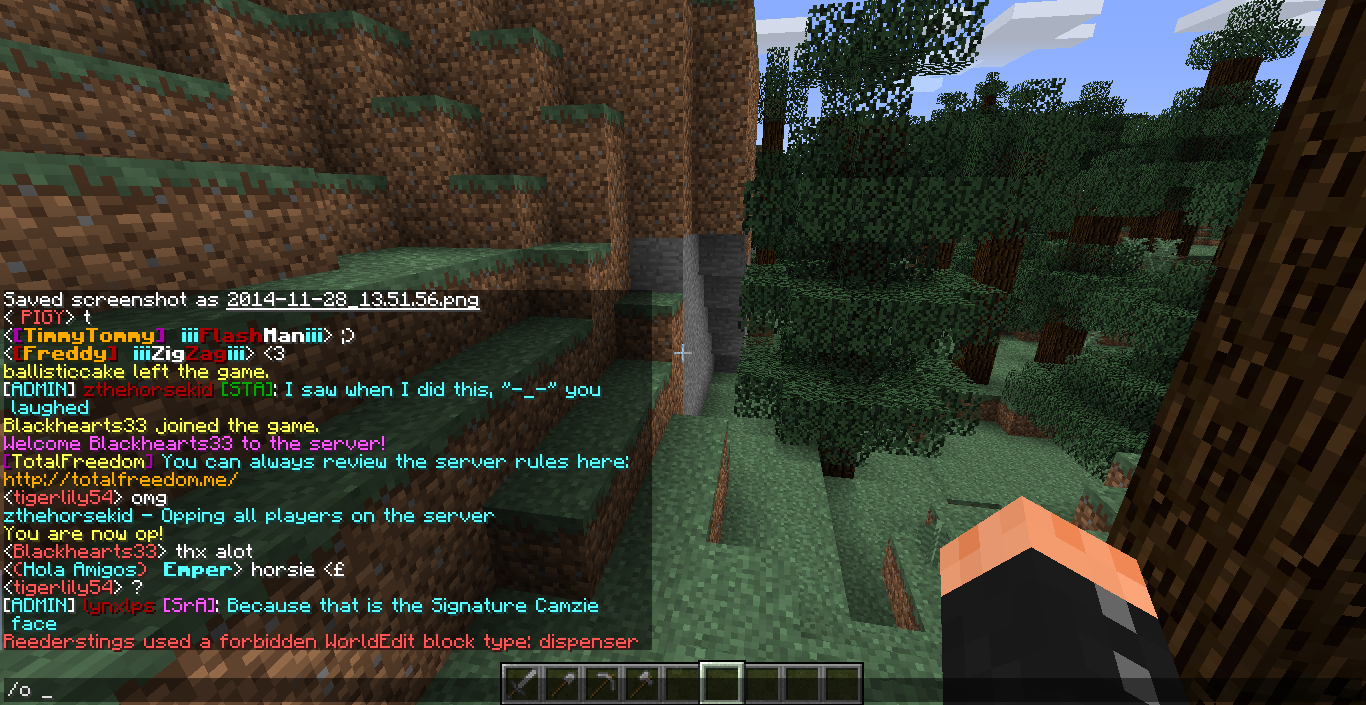 Saved screenshot as 2014-11-28_13.51.56.png
< PIGY> t
<[TimmyTommy] iiiFlashManiii> ;D
<[Freddy] iiiZigZagiii> <3
ballisticcake left the game.
[ADMIN] zthehorsekid [STA]: I saw when I did this, "-_-" you
laughed
Blackhearts33 joined the game.
Welcome Blackhearts33 to the server!
[TotalFreedom] You can always review the server rules here:
http://totalfreedom.me/
<tigerlily54> omg
zthehorsekid - Opping all players on the server
You are now op!
<Blackhearts33> thx alot
<(Hola Amigos) Emper> horsie <£
<tigerlily54> ?
[ADMIN] lynxlps [SrA]: Because that is the Signature Camzie
face
Reederstings used a forbidden WorldEdit block type: dispenser
/o _